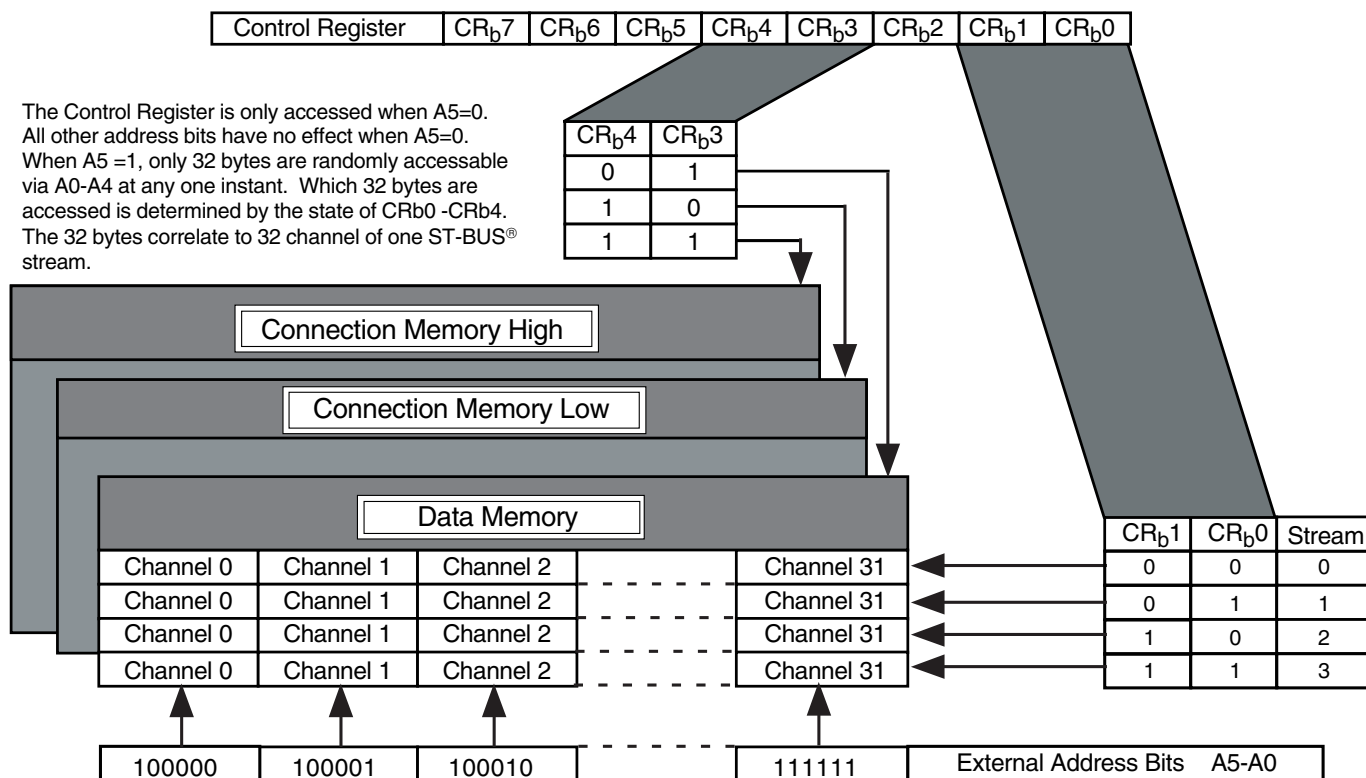 Control Register CRb7 CRb6 CRb5 CRb4 CRb3 CRb2 CRb1 CRb0
The Control Register is only accessed when A5=0.
All other address bits have no effect when A5=0.
When A5 =1, only 32 bytes are randomly accessable
via A0-A4 at any one instant. Which 32 bytes are
accessed is determined by the state of CRb0 -CRb4.
The 32 bytes correlate to 32 channel of one ST-BUS®
stream.
CRb4 CRb3
0 1
1 0
1 1
Connection Memory High
Connection Memory Low
Data Memory
CRb1 CRb0 Stream
Channel 0 Channel 1 Channel 2 Channel 31 0 0 0
Channel 0 Channel 1 Channel 2 Channel 31 0 1 1
Channel 0 Channel 1 Channel 2 Channel 31 1 0 2
Channel 0 Channel 1 Channel 2 Channel 31 1 1 3
100000 100001 100010 111111 External Address Bits A5-A0